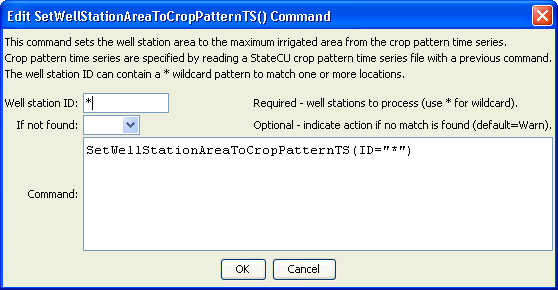 Edit SetWellStationAreaToCropPatternTS() Command
This command sets the well station area to the maximum irrigated area from the crop pattern time series.
Crop pattern time series are specified by reading a StateCU crop pattern time series file with a previous command.
The well station ID can contain a * wildcard pattern to match one or more locations.
Well station ID: * Required - well stations to process (use * for wildcard).
If not found: Optional - indicate action if no match is found (default=Warn).
SetWellStationAreaToCropPatternTS(ID="*")
Command:
OK Cancel